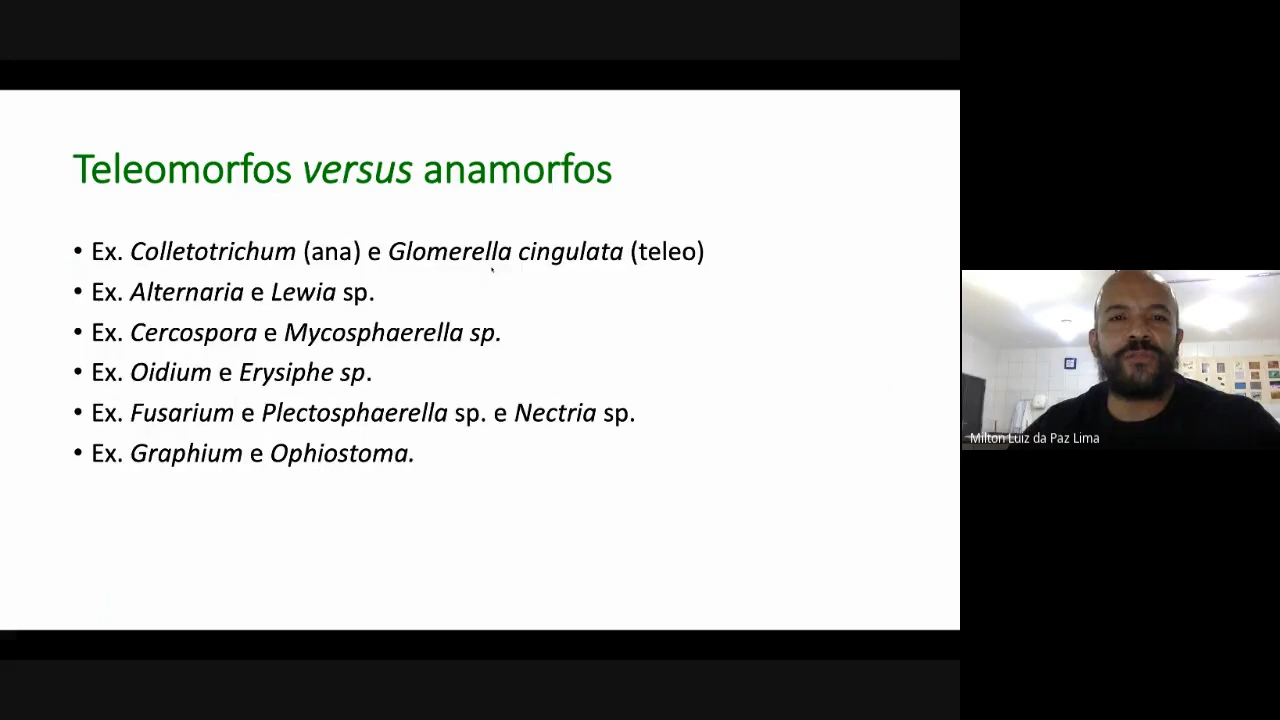 Teleomorfos versus anamorfos
• Ex. Colletotrichum (ana) e Glomerella cingulata (teleo)
• Ex. Alternaria e Lewia sp.
• Ex. Cercospora e Mycosphaerella sp.
• Ex. Oidium e Erysiphe sp.
• Ex. Fusarium e Plectosphaerella sp. e Nectria sp.
• Ex. Graphium e Ophiostoma.
Milton Luiz da Paz Lima